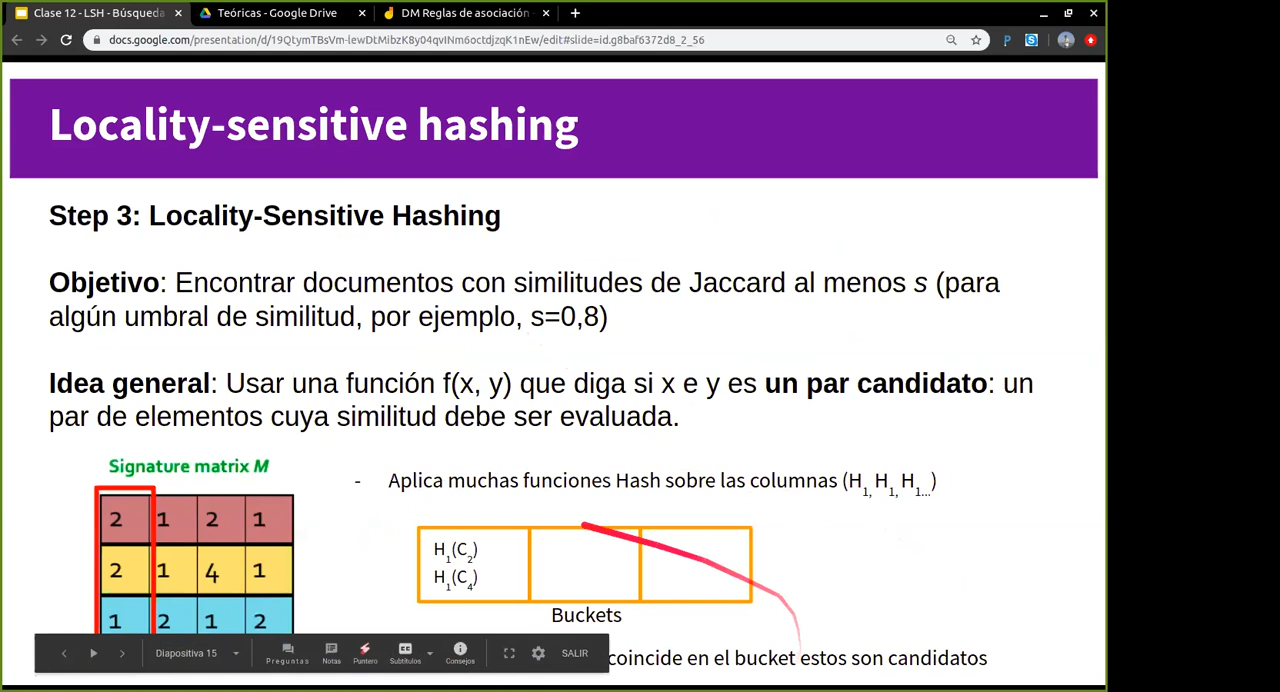 Clase 12 - LSH - Búsqueda
Teóricas - Google Drive
DM Reglas de asociación
docs.google.com/presentation/d/19QtymTBsVm-lewDtMibzK8y04qvINm6octdjzqK1nEw/edit#slide=id.g8baf6372d8_2_56
Locality-sensitive hashing
Step 3: Locality-Sensitive Hashing
Objetivo: Encontrar documentos con similitudes de Jaccard al menos s (para
algún umbral de similitud, por ejemplo, s=0,8)
Idea general: Usar una función f(x, y) que diga si x e y es un par candidato: un
par de elementos cuya similitud debe ser evaluada.
Signature matrix M
2 1 2 1
2 1 4 1
1 2 1 2
- Aplica muchas funciones Hash sobre las columnas (H1, H1, H1...)
H1(C2)
H1(C4)
Buckets
coincide en el bucket estos son candidatos
Diapositiva 15
Preguntas
Notas
Puntero
Subtítulos
Consejos
SALIR